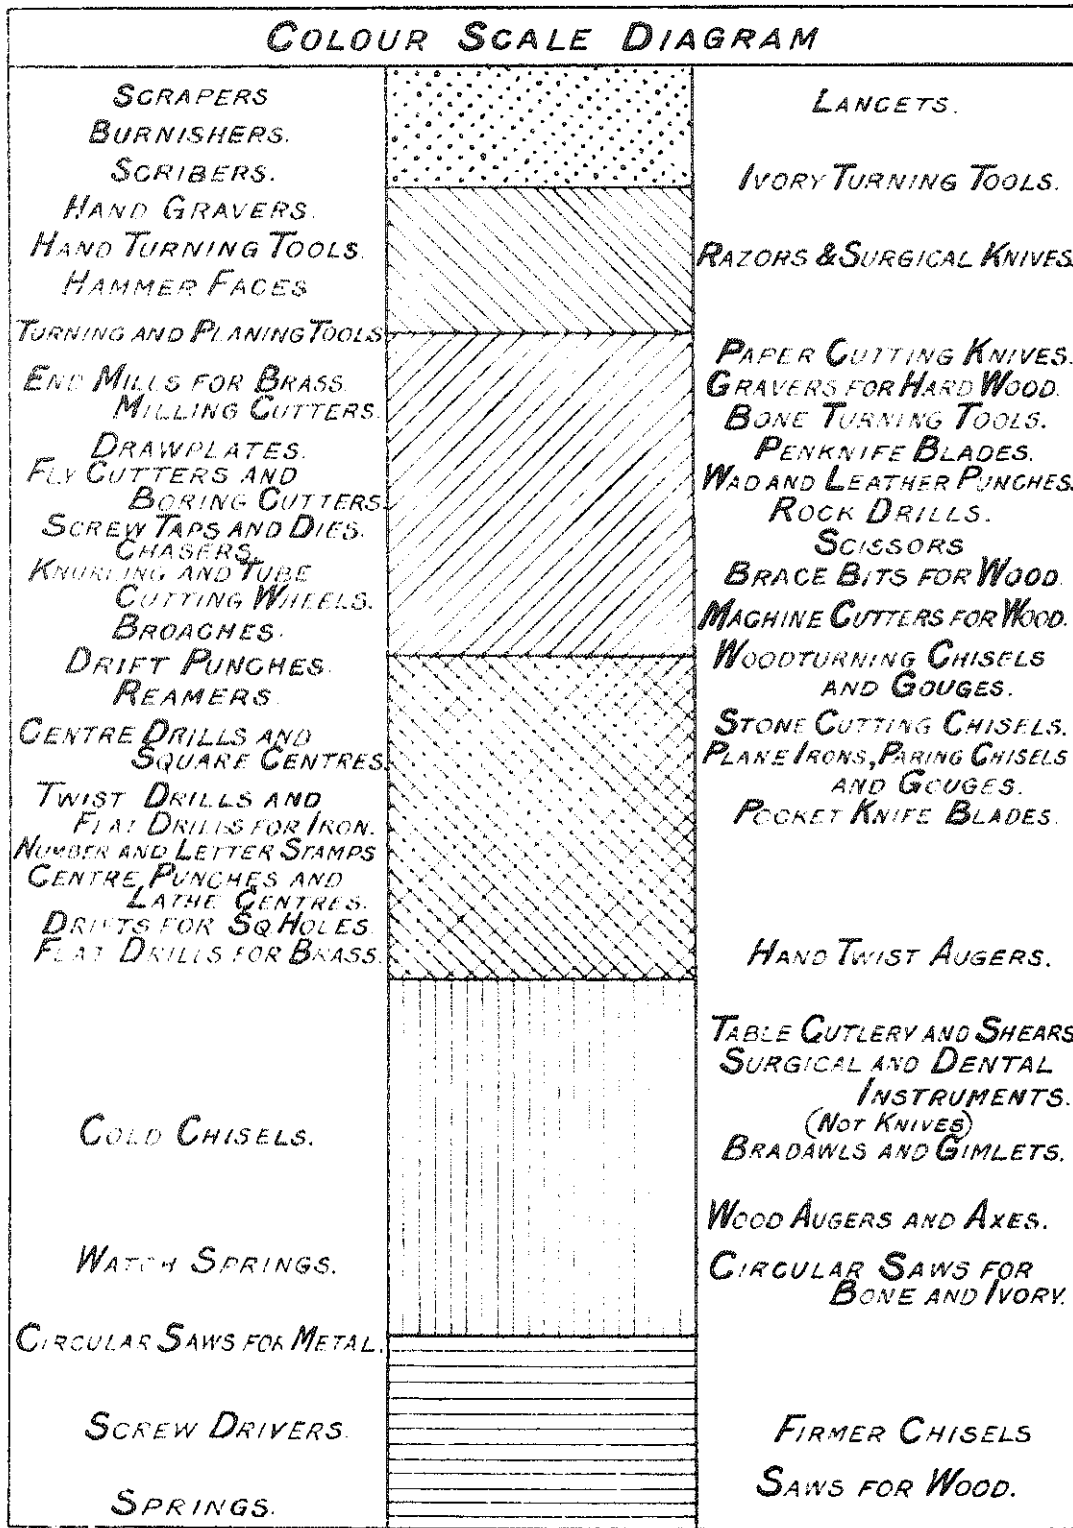 COLOUR SCALE DIAGRAM
SCRAPERS
BURNISHERS.
SCRIBERS.
HAND GRAVERS.
HAND TURNING TOOLS.
HAMMER FACES
TURNING AND PLANING TOOLS
END MILLS FOR BRASS.
MILLING CUTTERS.
DRAWPLATES.
FLY CUTTERS AND
BORING CUTTERS
SCREW TAPS AND DIES.
CHASERS.
KNURLING AND TUBE
CUTTING WHEELS.
BROACHES.
DRIFT PUNCHES.
REAMERS.
CENTRE DRILLS AND
SQUARE CENTRES
TWIST DRILLS AND
FLAT DRILLS FOR IRON.
NUMBER AND LETTER STAMPS
CENTRE PUNCHES AND
LATHE CENTRES.
DRIFTS FOR SQ HOLES.
FLAT DRILLS FOR BRASS.
COLD CHISELS.
WATCH SPRINGS.
CIRCULAR SAWS FOR METAL.
SCREW DRIVERS.
SPRINGS.
LANCETS.
IVORY TURNING TOOLS.
RAZORS & SURGICAL KNIVES.
PAPER CUTTING KNIVES.
GRAVERS FOR HARD WOOD.
BONE TURNING TOOLS.
PENKNIFE BLADES.
WAD AND LEATHER PUNCHES.
ROCK DRILLS.
SCISSORS
BRACE BITS FOR WOOD.
MACHINE CUTTERS FOR WOOD.
WOODTURNING CHISELS
AND GOUGES.
STONE CUTTING CHISELS.
PLANE IRONS, PARING CHISELS
AND GOUGES.
POCKET KNIFE BLADES.
HAND TWIST AUGERS.
TABLE CUTLERY AND SHEARS
SURGICAL AND DENTAL
INSTRUMENTS.
(NOT KNIVES)
BRADAWLS AND GIMLETS.
WOOD AUGERS AND AXES.
CIRCULAR SAWS FOR
BONE AND IVORY.
FIRMER CHISELS
SAWS FOR WOOD.